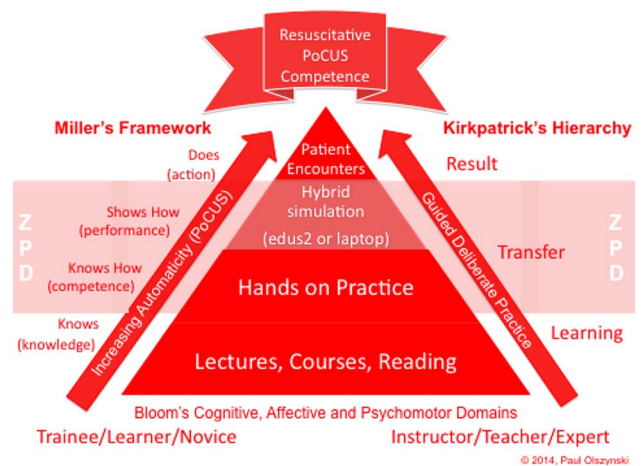 Resuscitative
PoCUS
Competence
Miller's Framework
Kirkpatrick's Hierarchy
Does
(action)
Patient
Encounters
Result
ZPD
Shows How
(performance)
Hybrid
simulation
(edus2 or laptop)
Transfer
ZPD
Knows How
(competence)
Increasing Automaticity (PoCUS)
Hands on Practice
Guided Deliberate Practice
Knows
(knowledge)
Learning
Lectures, Courses, Reading
Bloom's Cognitive, Affective and Psychomotor Domains
Trainee/Learner/Novice
Instructor/Teacher/Expert
© 2014, Paul Olszynski